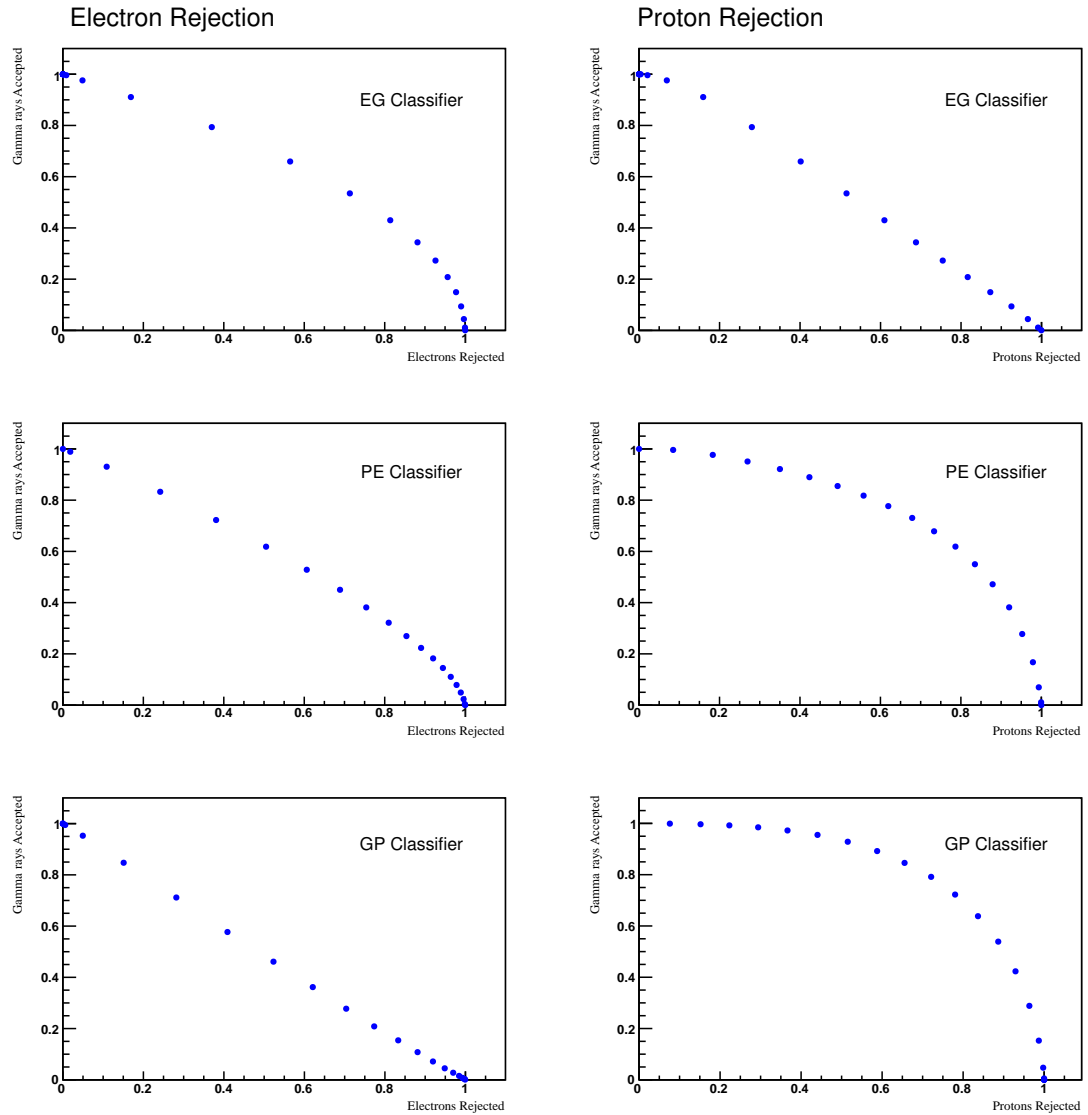 Electron Rejection
Proton Rejection
Gamma rays Accepted
EG Classifier
1
0.8
0.6
0.4
0.2
0
0 0.2 0.4 0.6 0.8 1
Electrons Rejected
Gamma rays Accepted
EG Classifier
1
0.8
0.6
0.4
0.2
0
0 0.2 0.4 0.6 0.8 1
Protons Rejected
Gamma rays Accepted
PE Classifier
1
0.8
0.6
0.4
0.2
0
0 0.2 0.4 0.6 0.8 1
Electrons Rejected
Gamma rays Accepted
PE Classifier
1
0.8
0.6
0.4
0.2
0
0 0.2 0.4 0.6 0.8 1
Protons Rejected
Gamma rays Accepted
GP Classifier
1
0.8
0.6
0.4
0.2
0
0 0.2 0.4 0.6 0.8 1
Electrons Rejected
Gamma rays Accepted
GP Classifier
1
0.8
0.6
0.4
0.2
0
0 0.2 0.4 0.6 0.8 1
Protons Rejected